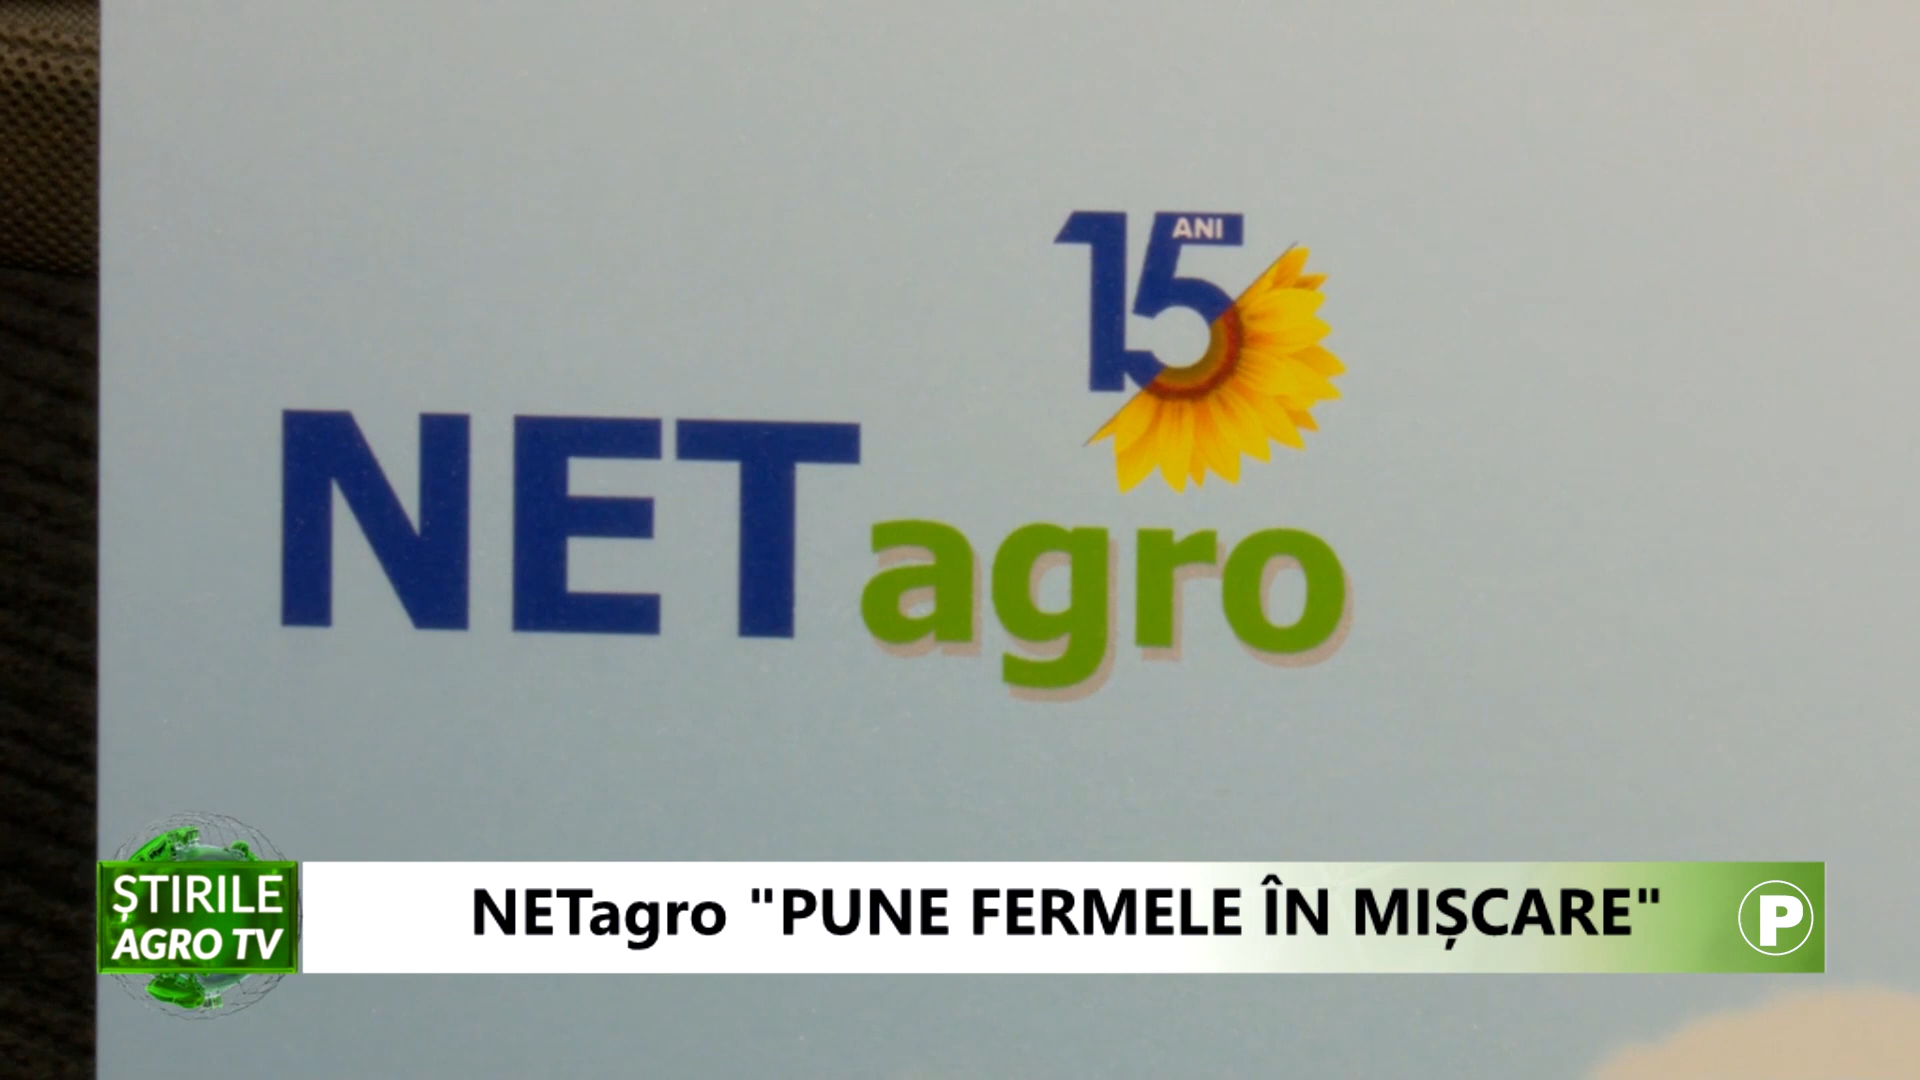 15
ANI
NETagro
ȘTIRILE
AGRO TV
NETagro "PUNE FERMELE ÎN MIȘCARE"
P